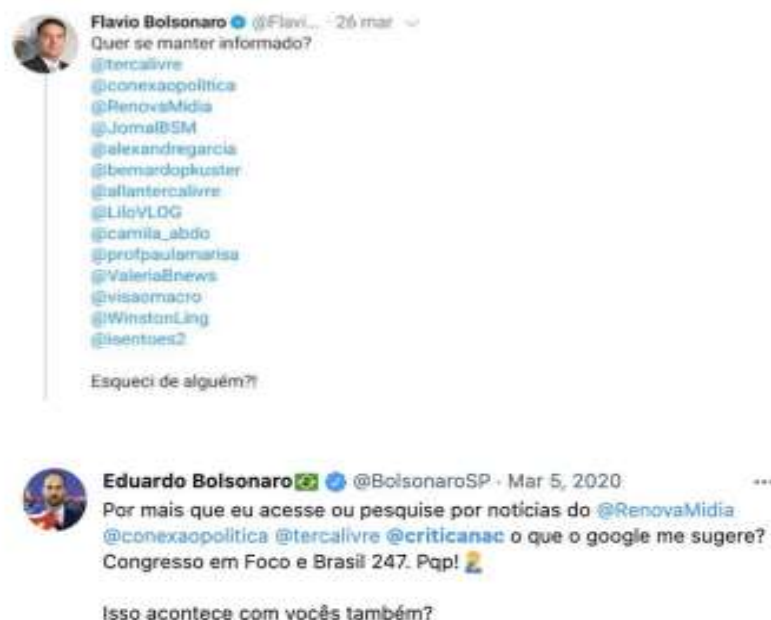 Flavio Bolsonaro @Flavi... · 26 mar
Quer se manter informado?
@tercalivre
@conexaopolitica
@RenovaMidia
@JornalBSM
@alexandregarcia
@bernardopkuster
@allantercalivre
@LiloVLOG
@camila_abdo
@profpaulamarisa
@ValeriaBnews
@visaomacro
@WinstonLing
@isentoes2
Esqueci de alguém?!
Eduardo Bolsonaro @BolsonaroSP · Mar 5, 2020
Por mais que eu acesse ou pesquise por notícias do @RenovaMidia
@conexaopolitica @tercalivre @criticanac o que o google me sugere?
Congresso em Foco e Brasil 247. Pqp!
Isso acontece com vocês também?